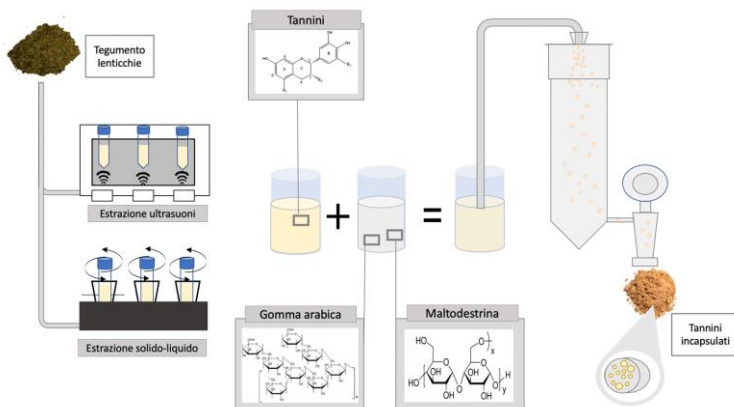 Tegumento
lenticchie
Estrazione ultrasuoni
Estrazione solido-liquido
Tannini
+
=
Gomma arabica
Maltodestrina
Tannini
incapsulati